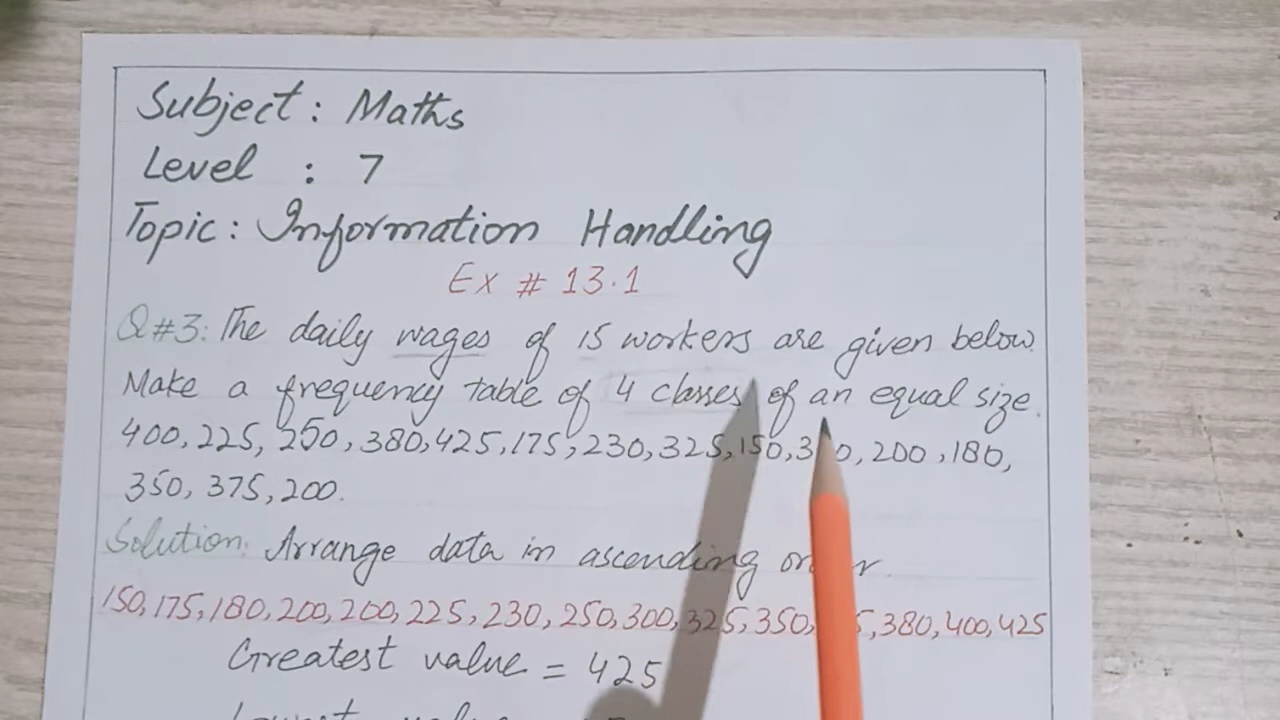 Subject: Maths
Level : 7
Topic: Information Handling
Ex # 13.1
Q#3: The daily wages of 15 workers are given below.
Make a frequency table of 4 classes of an equal size.
400, 225, 250, 380, 425, 175, 230, 325, 150, 200, 180,
350, 375, 200.
Solution: Arrange data in ascending
150, 175, 180, 200, 200, 225, 230, 250, 300, 325, 350, 380, 400, 425
Greatest value = 425